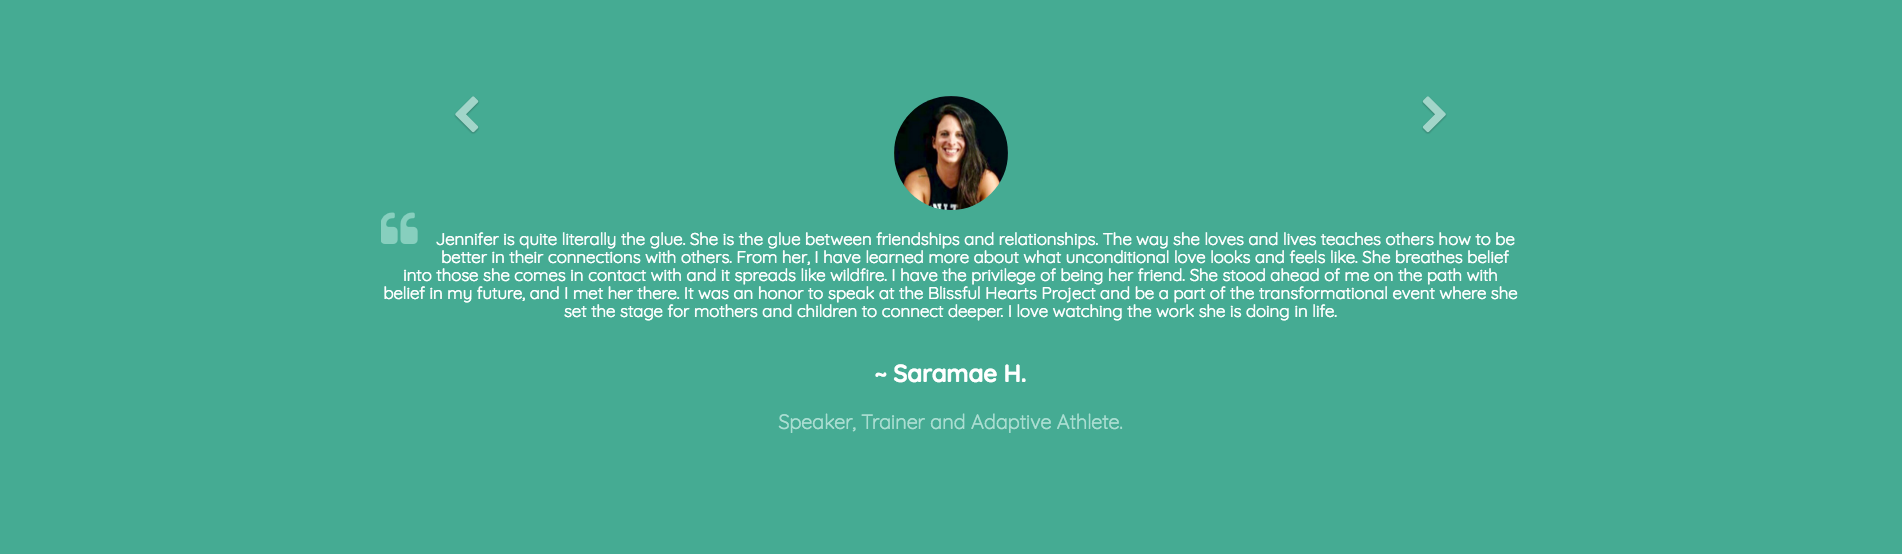 “
Jennifer is quite literally the glue. She is the glue between friendships and relationships. The way she loves and lives teaches others how to be
better in their connections with others. From her, I have learned more about what unconditional love looks and feels like. She breathes belief
into those she comes in contact with and it spreads like wildfire. I have the privilege of being her friend. She stood ahead of me on the path with
belief in my future, and I met her there. It was an honor to speak at the Blissful Hearts Project and be a part of the transformational event where she
set the stage for mothers and children to connect deeper. I love watching the work she is doing in life.
~ Saramae H.
Speaker, Trainer and Adaptive Athlete.